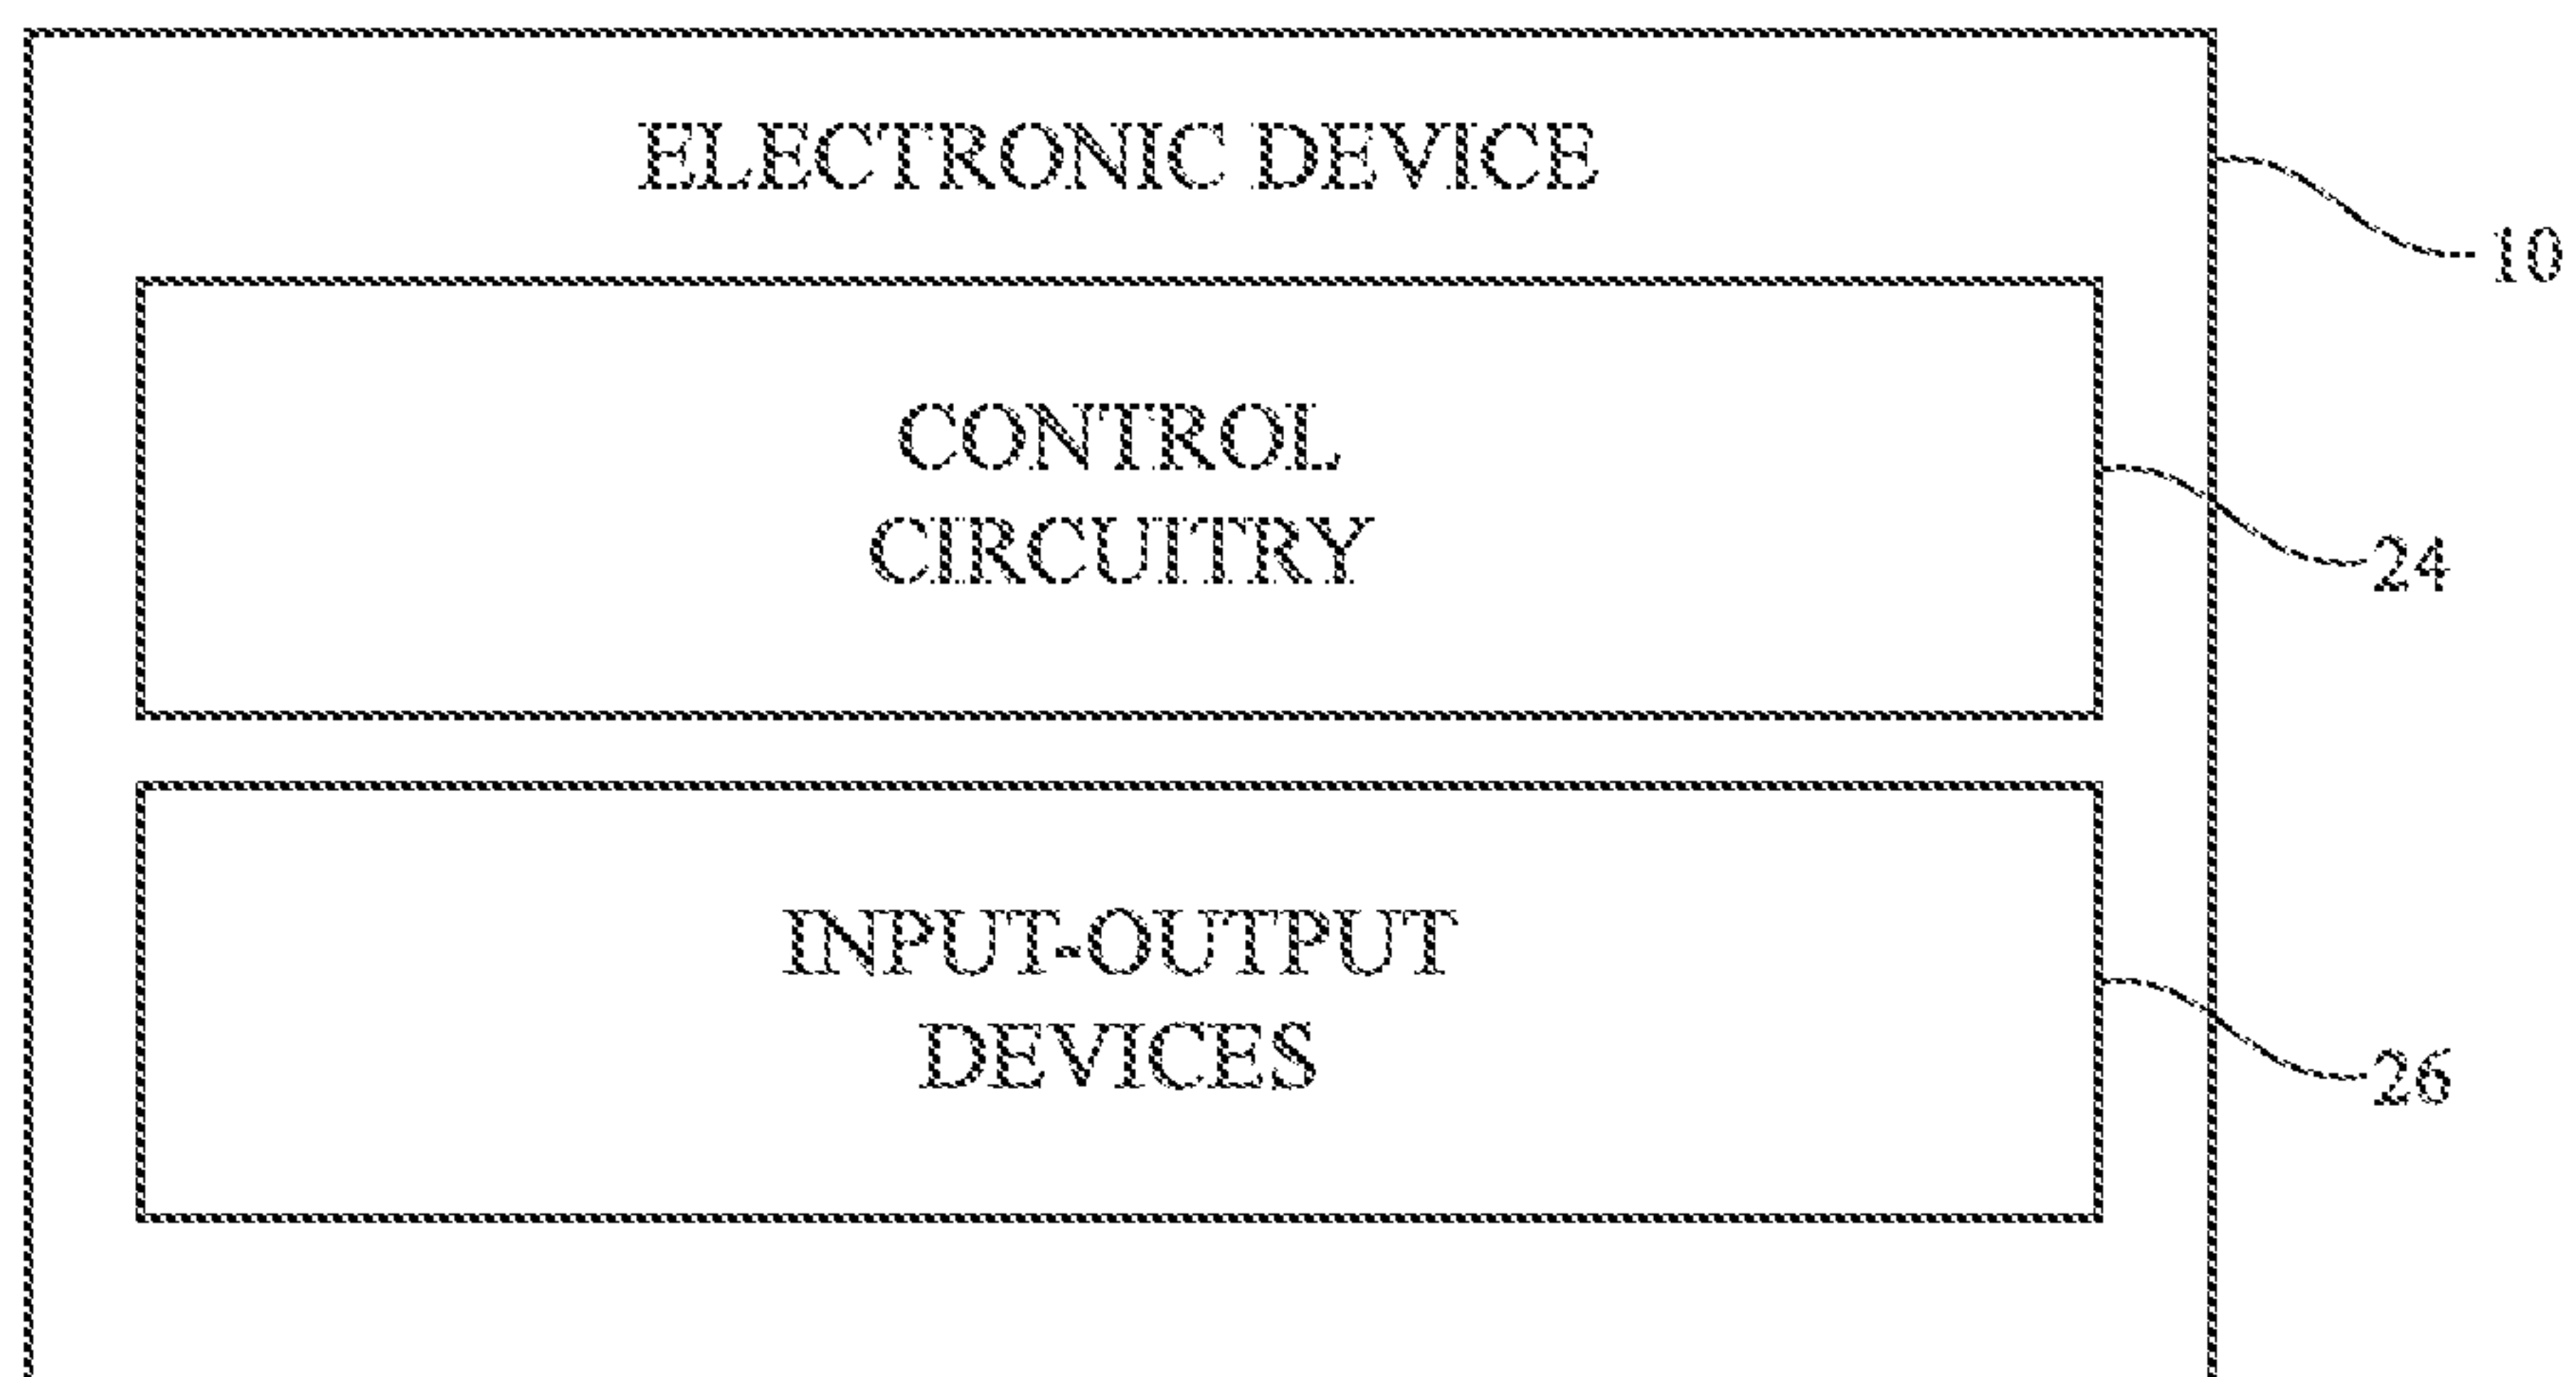 ELECTRONIC DEVICE
10
CONTROL
CIRCUITRY
24
INPUT-OUTPUT
DEVICES
26